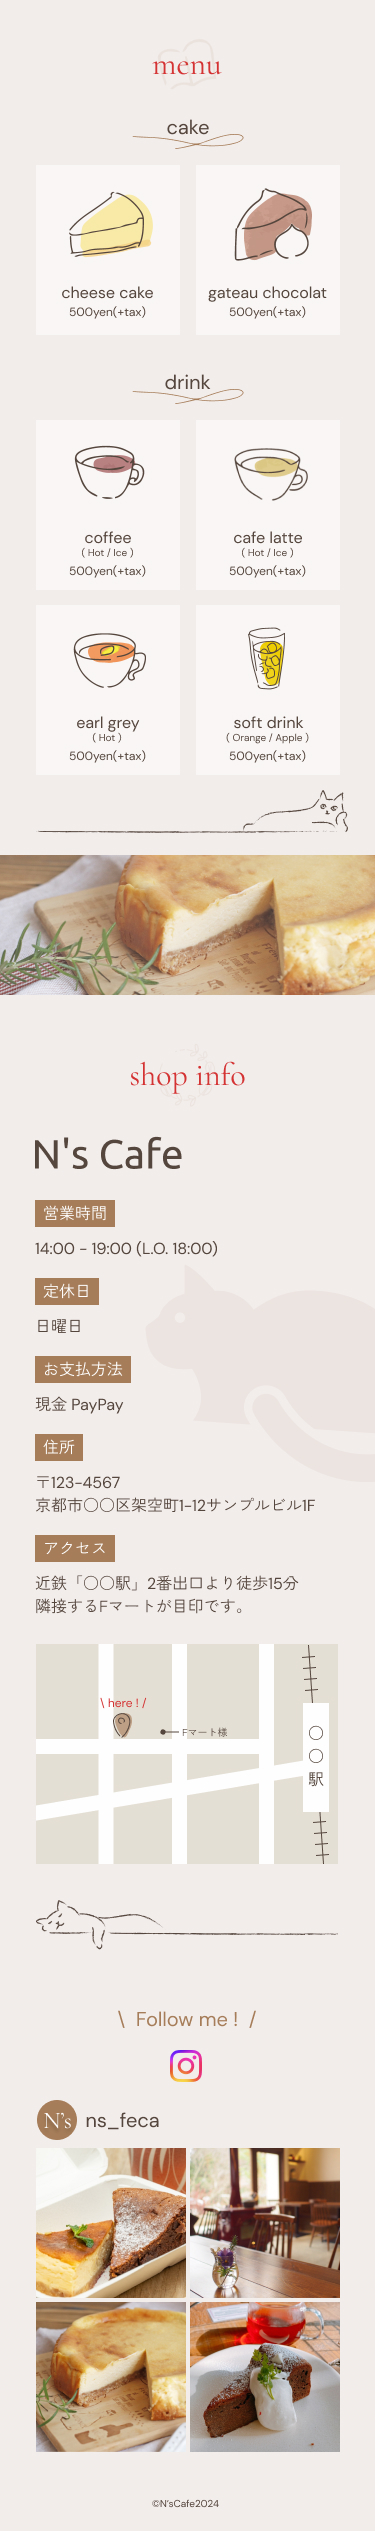 menu
cake
cheese cake
500yen(+tax)
gateau chocolat
500yen(+tax)
drink
coffee
( Hot / Ice )
500yen(+tax)
cafe latte
( Hot / Ice )
500yen(+tax)
earl grey
( Hot )
500yen(+tax)
soft drink
( Orange / Apple )
500yen(+tax)
shop info
N's Cafe
営業時間
14:00 - 19:00 (L.O. 18:00)
定休日
日曜日
お支払方法
現金 PayPay
住所
〒123-4567
京都市〇〇区架空町1-12サンプルビル1F
アクセス
近鉄「〇〇駅」2番出口より徒歩15分
隣接するFマートが目印です。
\ here ! /
Fマート様
〇〇駅
\ Follow me ! /
N's
ns_feca
©N'sCafe2024